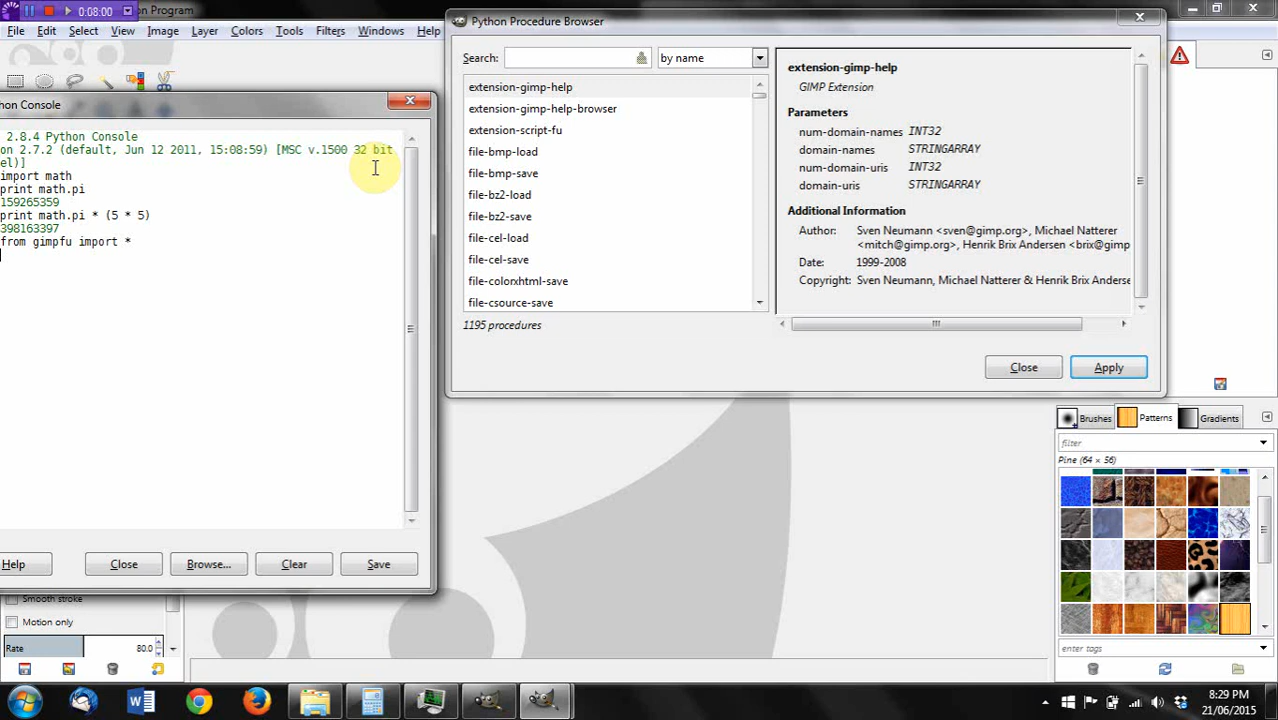 0:08:00
on Program
File Edit Select View Image Layer Colors Tools Filters Windows Help
hon Console
2.8.4 Python Console
on 2.7.2 (default, Jun 12 2011, 15:08:59) [MSC v.1500 32 bit
el)]
import math
print math.pi
159265359
print math.pi * (5 * 5)
398163397
from gimpfu import *
Help Close Browse... Clear Save
Smooth stroke
Motion only
Rate 80.0
Python Procedure Browser
Search: by name
extension-gimp-help
extension-gimp-help-browser
extension-script-fu
file-bmp-load
file-bmp-save
file-bz2-load
file-bz2-save
file-cel-load
file-cel-save
file-colorxhtml-save
file-csource-save
1195 procedures
extension-gimp-help
GIMP Extension
Parameters
num-domain-names INT32
domain-names STRINGARRAY
num-domain-uris INT32
domain-uris STRINGARRAY
Additional Information
Author: Sven Neumann <sven@gimp.org>, Michael Natterer
<mitch@gimp.org>, Henrik Brix Andersen <brix@gimp
Date: 1999-2008
Copyright: Sven Neumann, Michael Natterer & Henrik Brix Anderse
Close Apply
Brushes Patterns Gradients
filter
Pine (64 × 56)
enter tags
8:29 PM
21/06/2015